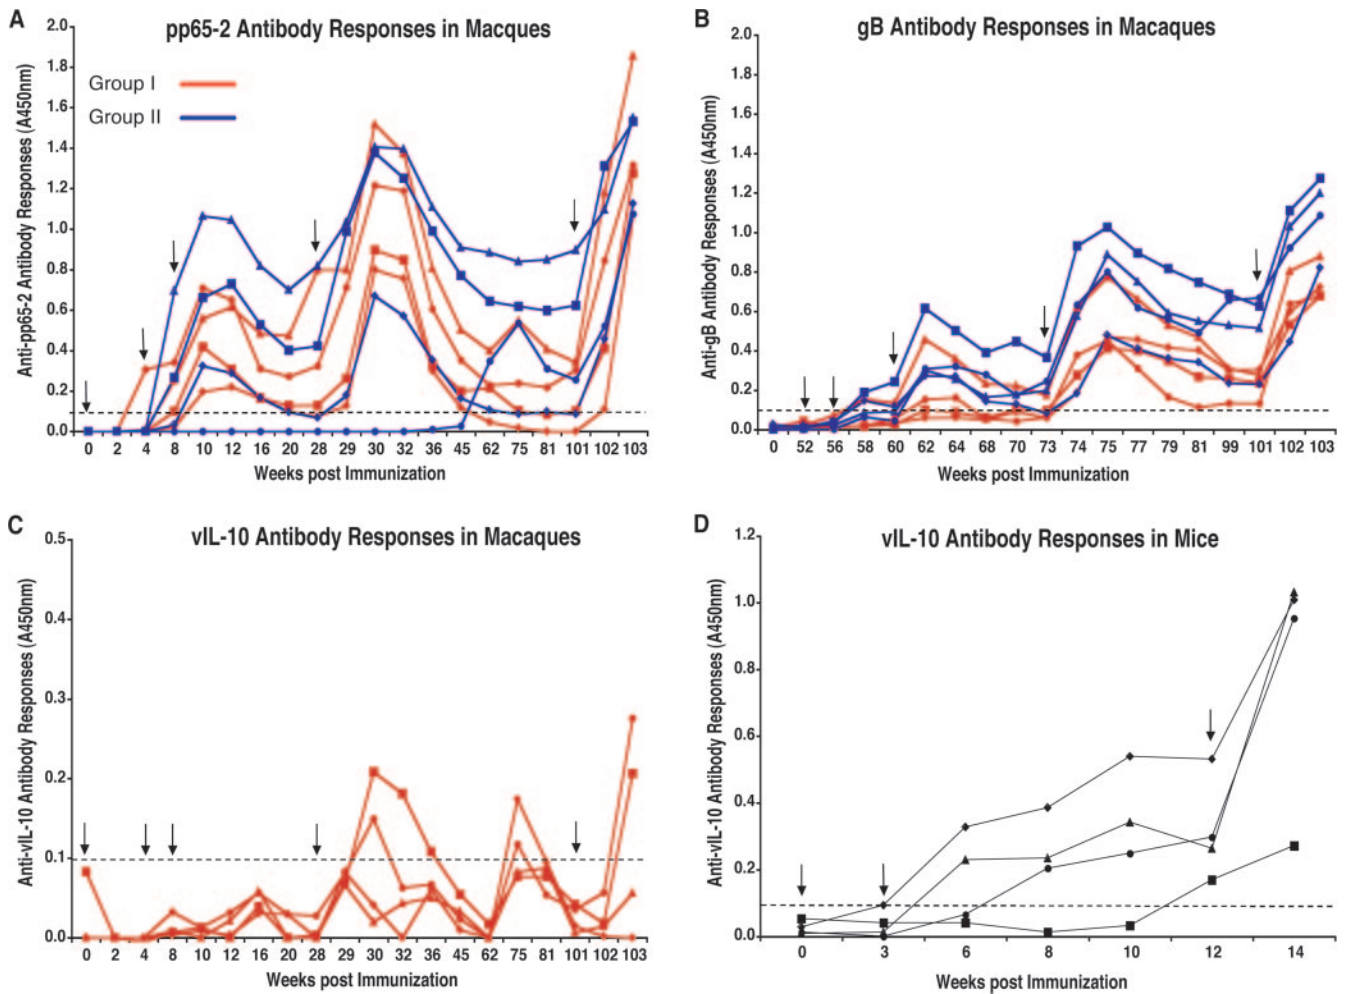 A
pp65-2 Antibody Responses in Macques
Anti-pp65-2 Antibody Responses (A450nm)
2.0
1.8
1.6
1.4
1.2
1.0
0.8
0.6
0.4
0.2
0.0
Group I
Group II
0 2 4 8 10 12 16 20 28 29 30 32 36 45 62 75 81 101 102 103
Weeks post Immunization
B
gB Antibody Responses in Macaques
Anti-gB Antibody Responses (A450nm)
2.0
1.8
1.6
1.4
1.2
1.0
0.8
0.6
0.4
0.2
0.0
0 52 56 58 60 62 64 68 70 73 74 75 77 79 81 99 101 102 103
Weeks post Immunization
C
vIL-10 Antibody Responses in Macaques
Anti-vIL-10 Antibody Responses (A450nm)
0.5
0.4
0.3
0.2
0.1
0.0
0 2 4 8 10 12 16 20 28 29 30 32 36 45 62 75 81 101 102 103
Weeks post Immunization
D
vIL-10 Antibody Responses in Mice
Anti-vIL-10 Antibody Responses (A450nm)
1.2
1.0
0.8
0.6
0.4
0.2
0.0
0 3 6 8 10 12 14
Weeks post Immunization